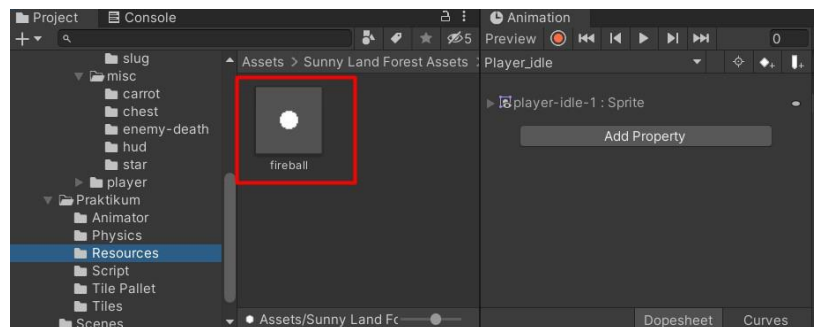 Project Console
5
Assets > Sunny Land Forest Assets
slug
misc
carrot
chest
enemy-death
hud
star
player
Praktikum
Animator
Physics
Resources
Script
Tile Pallet
Tiles
Scenes
fireball
Assets/Sunny Land Fo
Animation
Preview 0
Player_idle
player-idle-1 : Sprite
Add Property
Dopesheet Curves